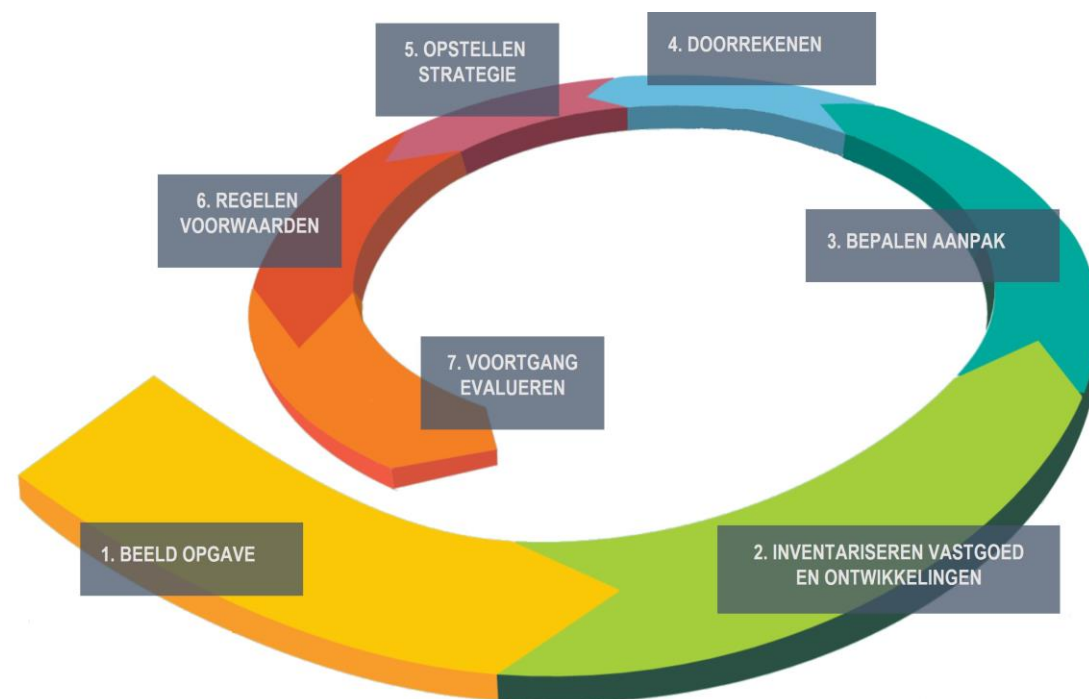 1. BEELD OPGAVE
2. INVENTARISEREN VASTGOED
EN ONTWIKKELINGEN
3. BEPALEN AANPAK
4. DOORREKENEN
5. OPSTELLEN
STRATEGIE
6. REGELEN
VOORWAARDEN
7. VOORTGANG
EVALUEREN